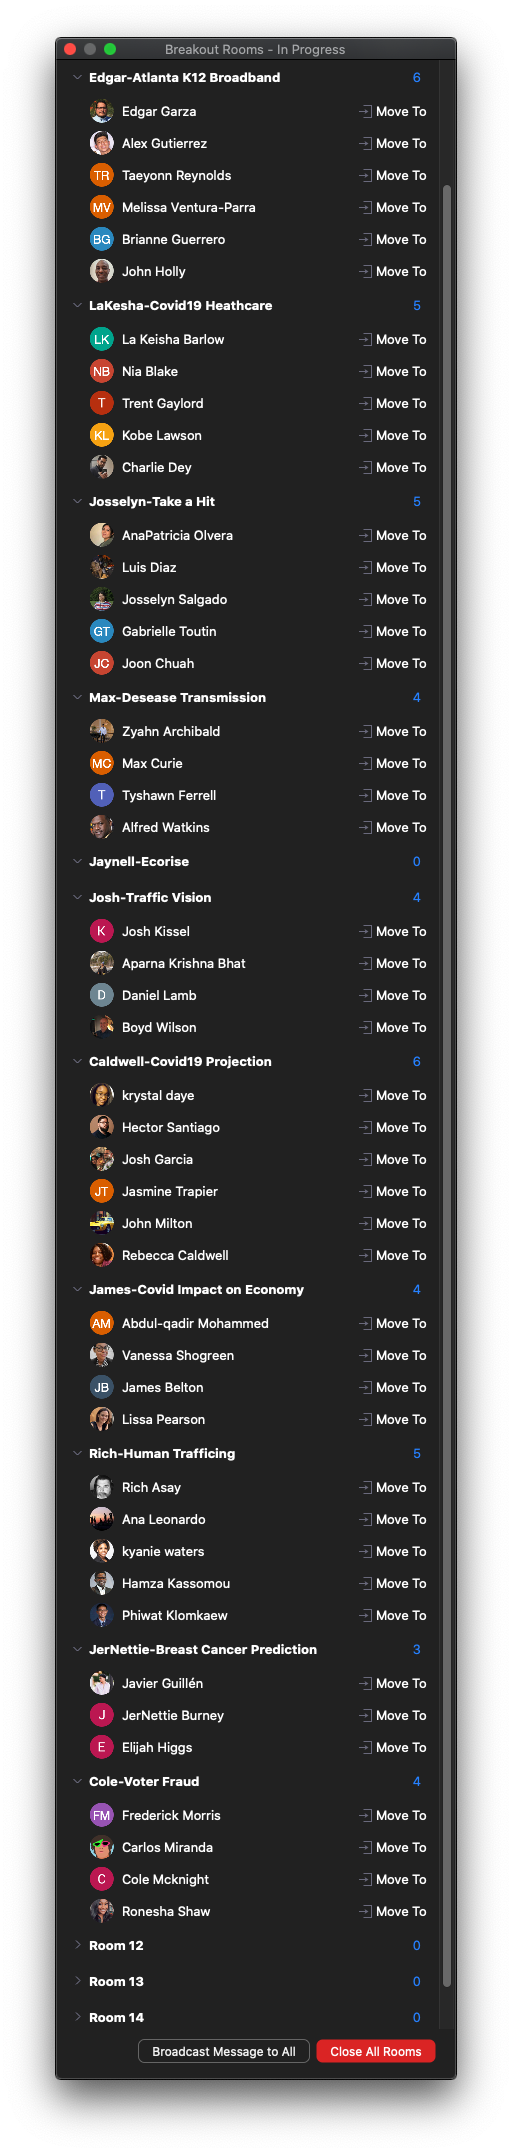 Breakout Rooms - In Progress
Edgar-Atlanta K12 Broadband 6
Edgar Garza Move To
Alex Gutierrez Move To
TR Taeyonn Reynolds Move To
MV Melissa Ventura-Parra Move To
BG Brianne Guerrero Move To
John Holly Move To
LaKesha-Covid19 Heathcare 5
LK La Keisha Barlow Move To
NB Nia Blake Move To
T Trent Gaylord Move To
KL Kobe Lawson Move To
Charlie Dey Move To
Josselyn-Take a Hit 5
AnaPatricia Olvera Move To
Luis Diaz Move To
Josselyn Salgado Move To
GT Gabrielle Toutin Move To
JC Joon Chuah Move To
Max-Desease Transmission 4
Zyahn Archibald Move To
MC Max Curie Move To
T Tyshawn Ferrell Move To
Alfred Watkins Move To
Jaynell-Ecorise 0
Josh-Traffic Vision 4
K Josh Kissel Move To
Aparna Krishna Bhat Move To
D Daniel Lamb Move To
Boyd Wilson Move To
Caldwell-Covid19 Projection 6
krystal daye Move To
Hector Santiago Move To
Josh Garcia Move To
JT Jasmine Trapier Move To
John Milton Move To
Rebecca Caldwell Move To
James-Covid Impact on Economy 4
AM Abdul-qadir Mohammed Move To
Vanessa Shogreen Move To
JB James Belton Move To
Lissa Pearson Move To
Rich-Human Trafficing 5
Rich Asay Move To
Ana Leonardo Move To
kyanie waters Move To
Hamza Kassomou Move To
Phiwat Klomkaew Move To
JerNettie-Breast Cancer Prediction 3
Javier Guillén Move To
J JerNettie Burney Move To
E Elijah Higgs Move To
Cole-Voter Fraud 4
FM Frederick Morris Move To
Carlos Miranda Move To
C Cole Mcknight Move To
Ronesha Shaw Move To
Room 12 0
Room 13 0
Room 14 0
Broadcast Message to All Close All Rooms